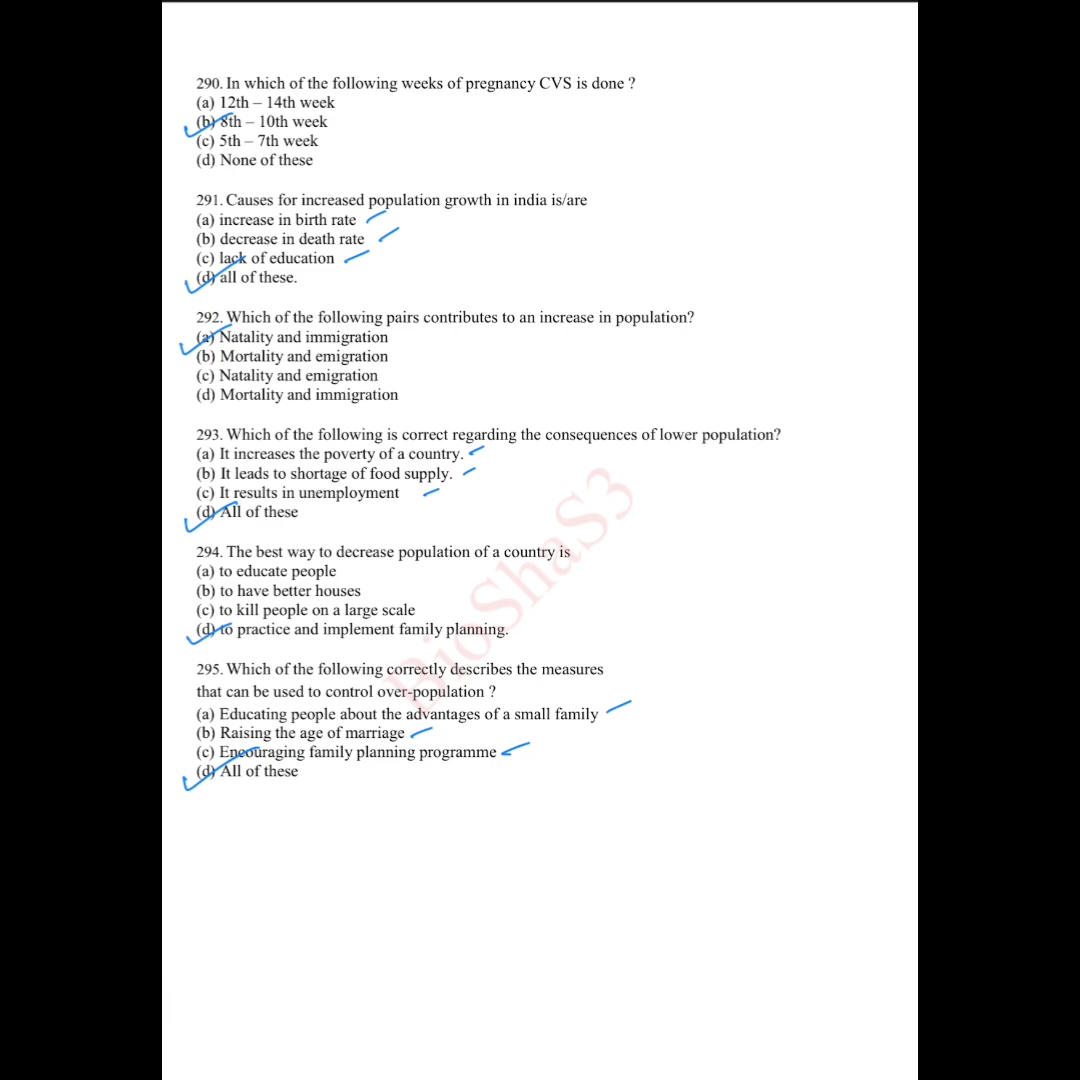 290. In which of the following weeks of pregnancy CVS is done ?
(a) 12th – 14th week
(b) 8th – 10th week
(c) 5th – 7th week
(d) None of these
291. Causes for increased population growth in india is/are
(a) increase in birth rate
(b) decrease in death rate
(c) lack of education
(d) all of these.
292. Which of the following pairs contributes to an increase in population?
(a) Natality and immigration
(b) Mortality and emigration
(c) Natality and emigration
(d) Mortality and immigration
293. Which of the following is correct regarding the consequences of lower population?
(a) It increases the poverty of a country.
(b) It leads to shortage of food supply.
(c) It results in unemployment
(d) All of these
294. The best way to decrease population of a country is
(a) to educate people
(b) to have better houses
(c) to kill people on a large scale
(d) to practice and implement family planning.
295. Which of the following correctly describes the measures
that can be used to control over-population ?
(a) Educating people about the advantages of a small family
(b) Raising the age of marriage
(c) Encouraging family planning programme
(d) All of these
BioShaS3